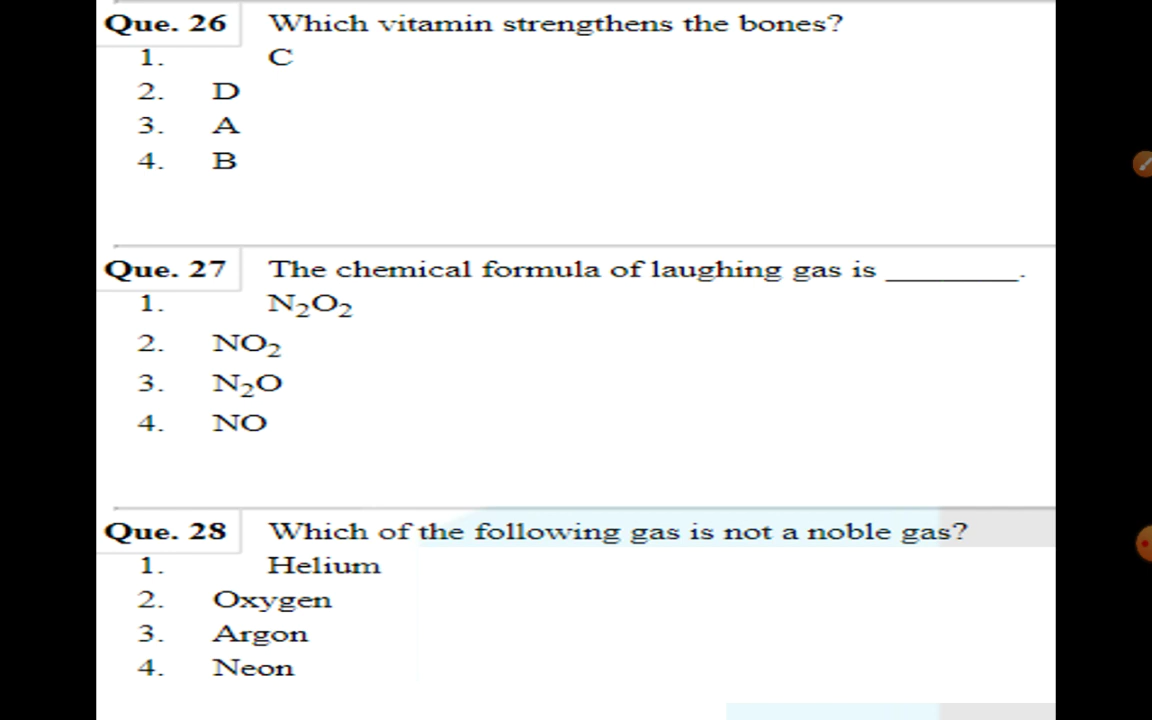 Que. 26 Which vitamin strengthens the bones?
1. C
2. D
3. A
4. B
Que. 27 The chemical formula of laughing gas is ________.
1. N₂O₂
2. NO₂
3. N₂O
4. NO
Que. 28 Which of the following gas is not a noble gas?
1. Helium
2. Oxygen
3. Argon
4. Neon